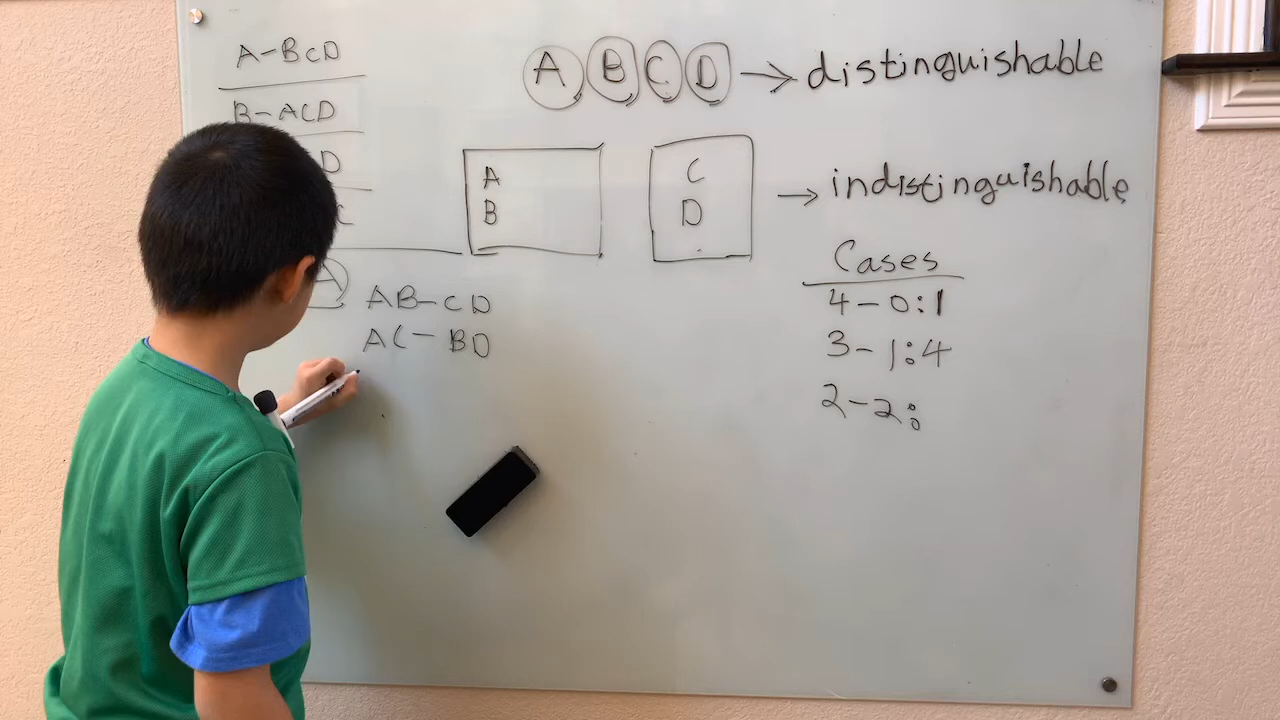 A-BCD
B-ACD
D
C
A B C D → distinguishable
A
B
C
D
→ indistinguishable
Cases
4-0:1
3-1:4
2-2:
A
AB-CD
AC-BD